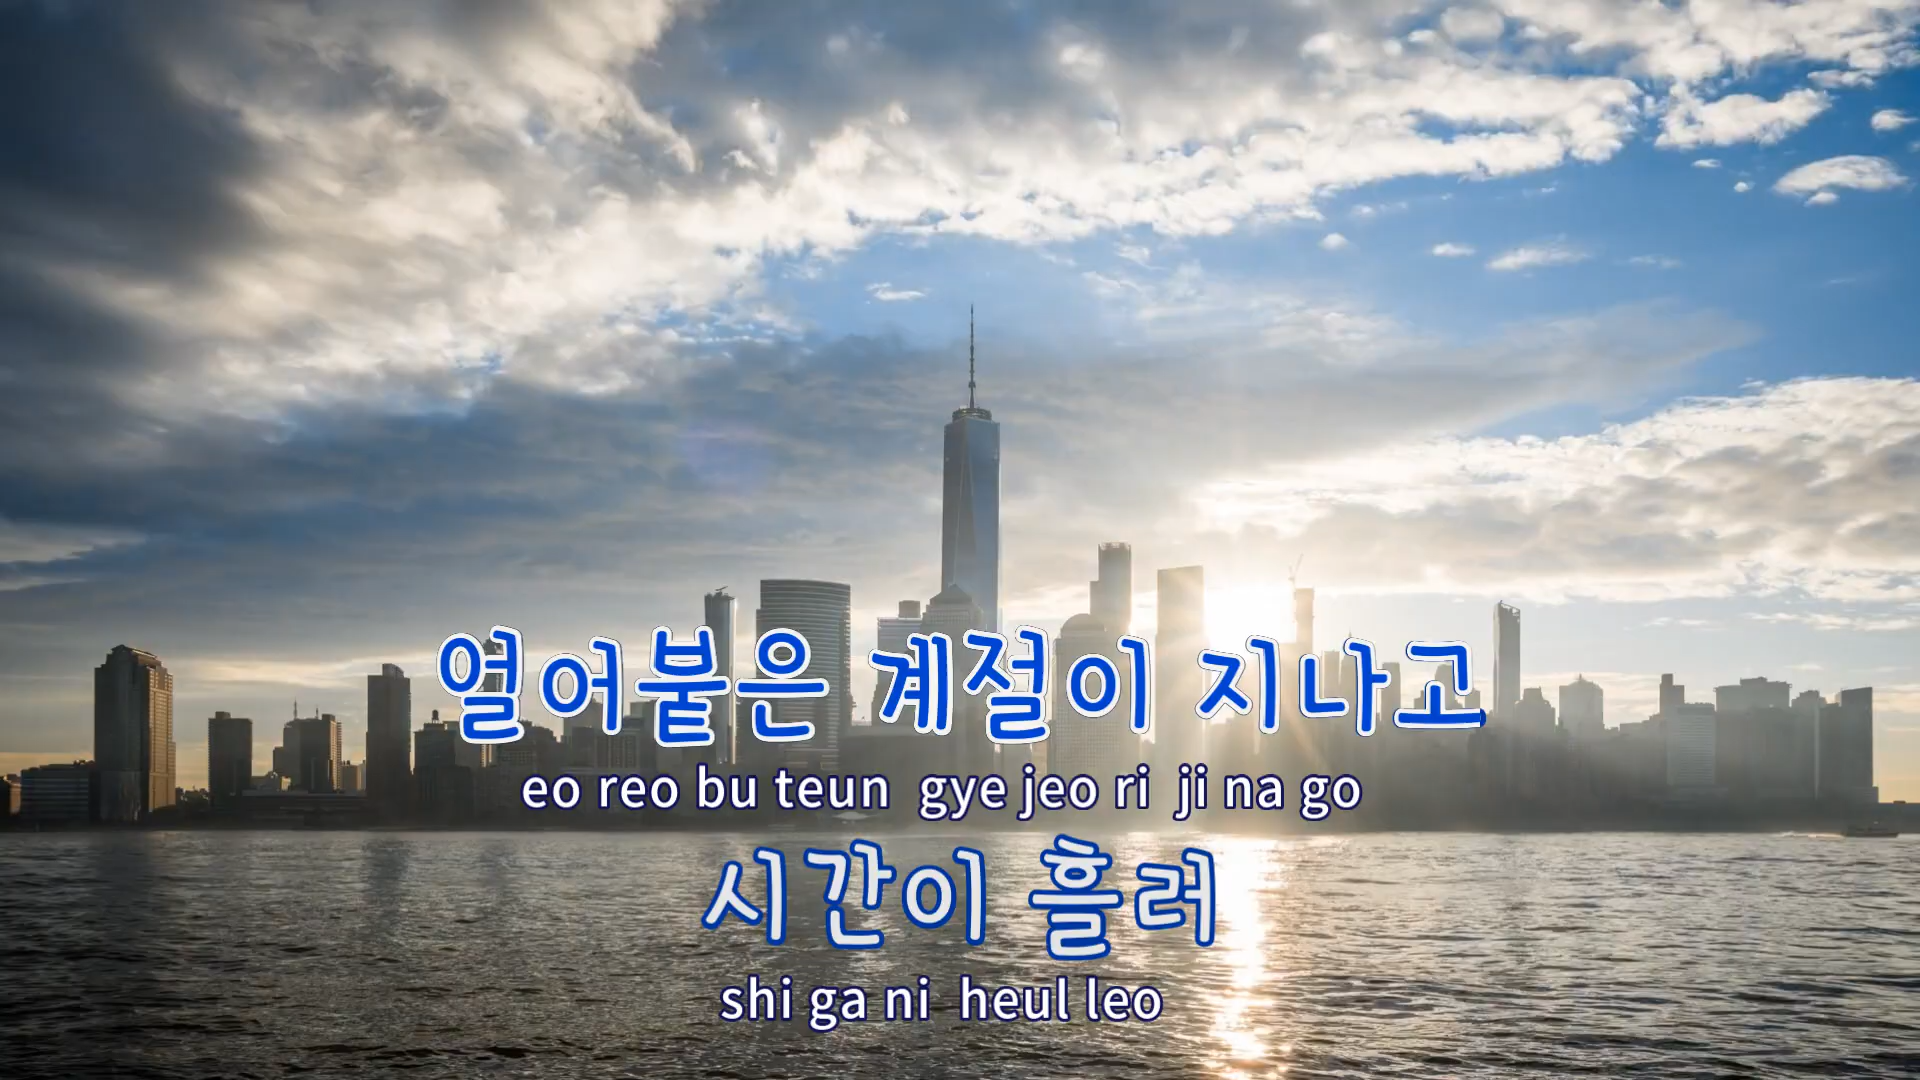 열어붙은 계절이 지나고
eo reo bu teun gye jeo ri ji na go
시간이 흘러
shi ga ni heul leo